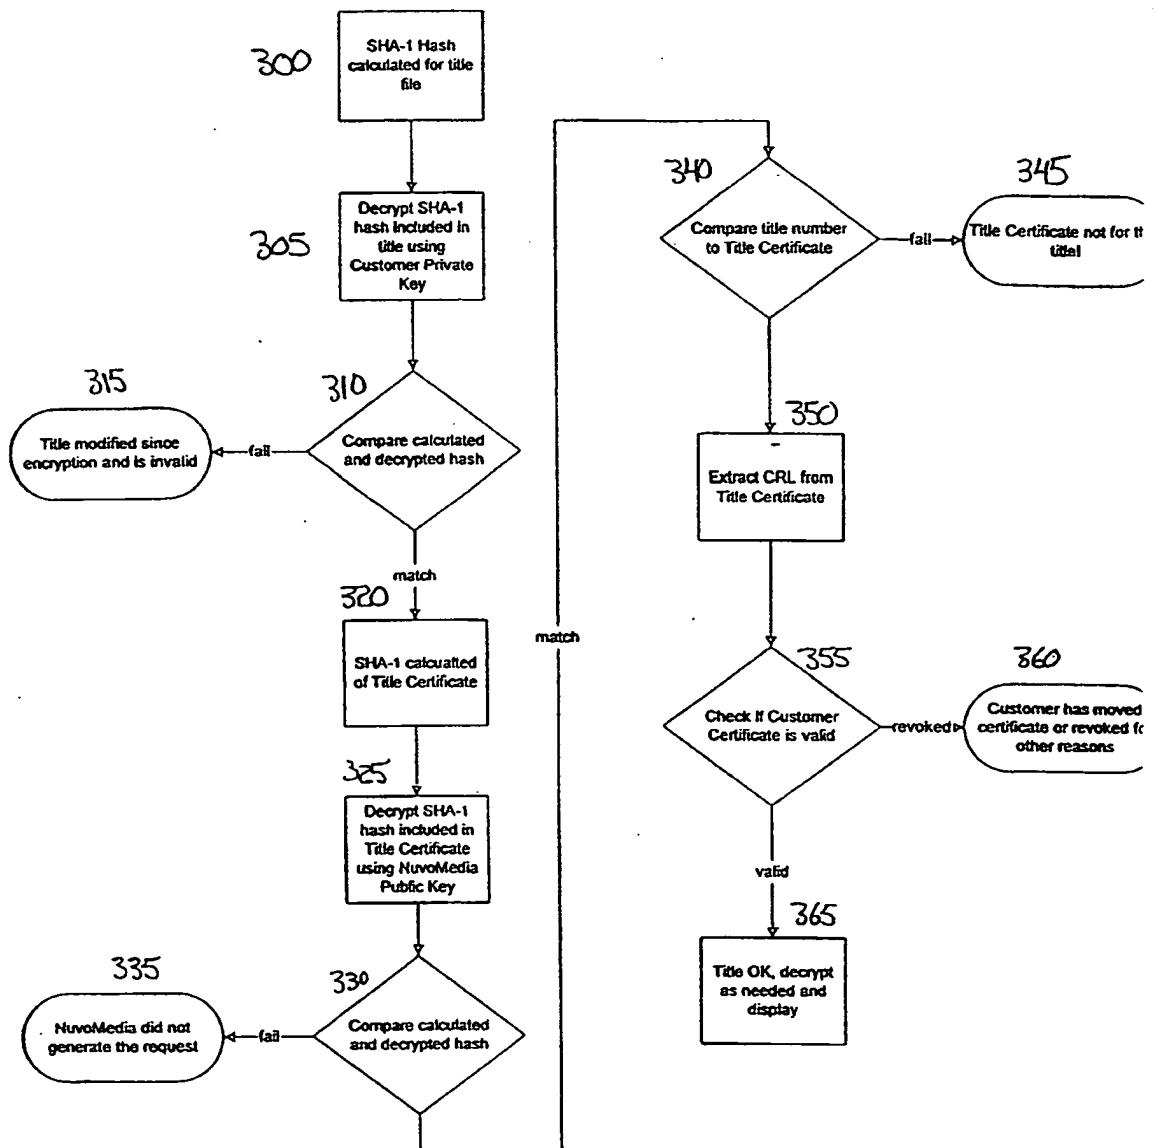 300
SHA-1 Hash
calculated for title
file
305
Decrypt SHA-1
hash included in
title using
Customer Private
Key
315
310
Title modified since
encryption and is invalid
fail
Compare calculated
and decrypted hash
match
320
SHA-1 calcuatted
of Title Certificate
325
Decrypt SHA-1
hash included in
Title Certificate
using NuvoMedia
Public Key
335
330
NuvoMedia did not
generate the request
fail
Compare calculated
and decrypted hash
match
340
Compare title number
to Title Certificate
fail
345
Title Certificate not for
title!
350
Extract CRL from
Title Certificate
355
Check if Customer
Certificate is valid
revoked
360
Customer has moved
certificate or revoked
other reasons
valid
365
Title OK, decrypt
as needed and
display